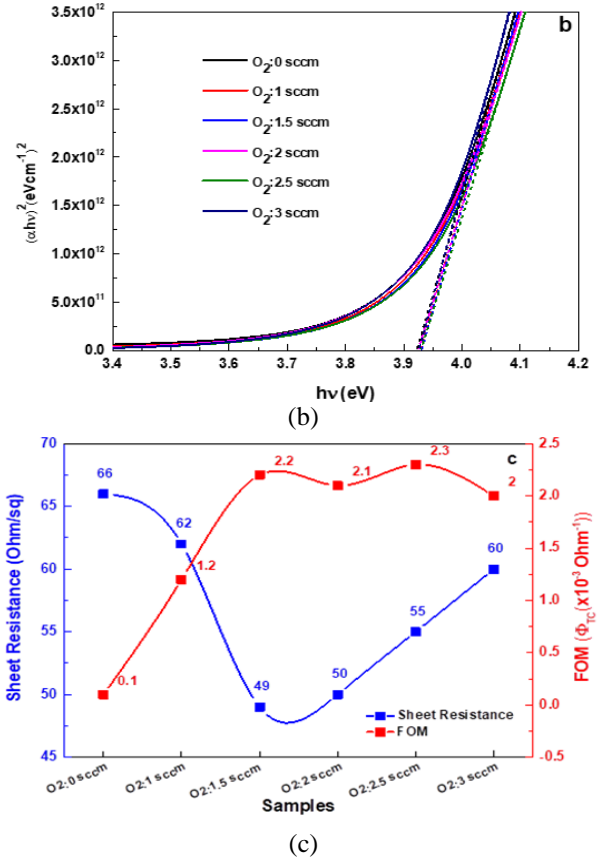 3.5x10¹²
b
3.0x10¹²
O₂:0 sccm
O₂:1 sccm
2.5x10¹²
O₂:1.5 sccm
2.0x10¹²
O₂:2 sccm
O₂:2.5 sccm
1.5x10¹²
O₂:3 sccm
1.0x10¹²
5.0x10¹¹
0.0
(αhν)² (eVcm⁻¹)²
3.4 3.5 3.6 3.7 3.8 3.9 4.0 4.1 4.2
hν (eV)
(b)
70
2.5
c
66
2.2
2.1
2.3
2
65
2.0
62
60
60
1.5
1.2
55
55
1.0
50
0.5
49
50
0.1
0.0
45
-0.5
Sheet Resistance
FOM
Sheet Resistance (Ohm/sq)
FOM (Φ_TC(x10⁻³ Ohm⁻¹))
O2:0 sccm O2:1 sccm O2:1.5 sccm O2:2 sccm O2:2.5 sccm O2:3 sccm
Samples
(c)